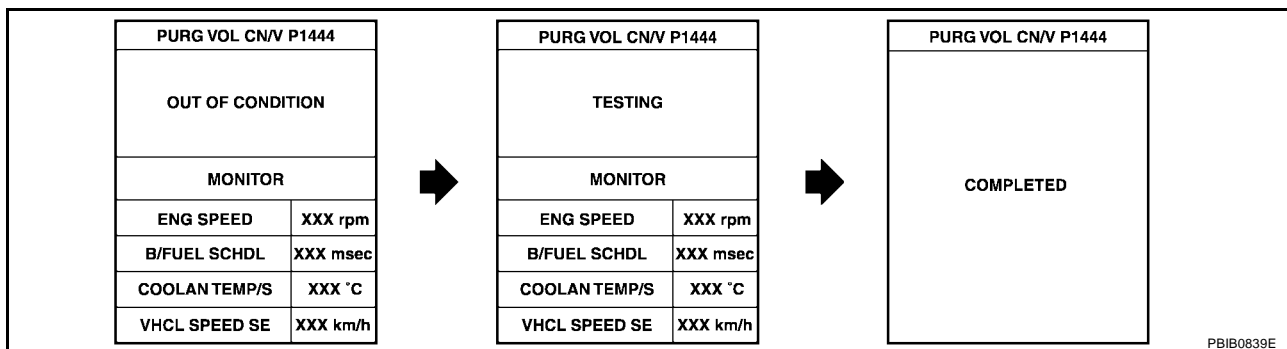 PURG VOL CN/V P1444
OUT OF CONDITION
MONITOR
ENG SPEED XXX rpm
B/FUEL SCHDL XXX msec
COOLAN TEMP/S XXX °C
VHCL SPEED SE XXX km/h
PURG VOL CN/V P1444
TESTING
MONITOR
ENG SPEED XXX rpm
B/FUEL SCHDL XXX msec
COOLAN TEMP/S XXX °C
VHCL SPEED SE XXX km/h
PURG VOL CN/V P1444
COMPLETED
PBIB0839E